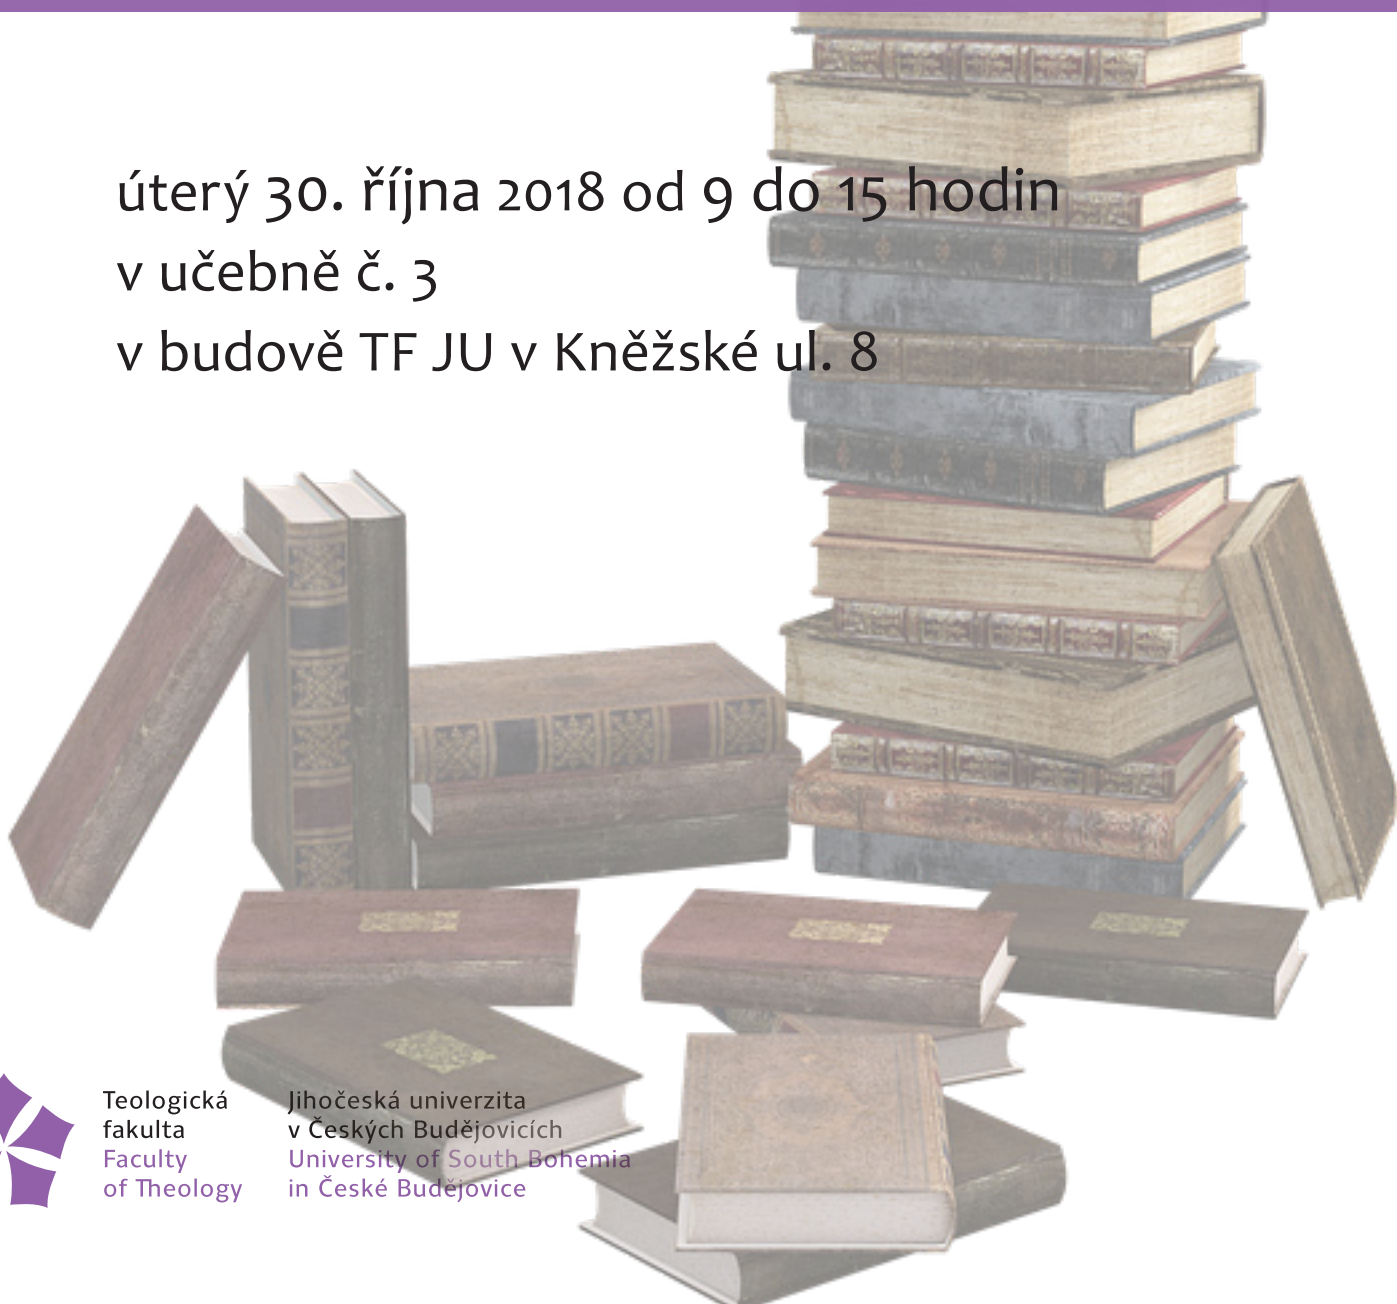 úterý 30. října 2018 od 9 do 15 hodin
v učebně č. 3
v budově TF JU v Kněžské ul. 8
Teologická
fakulta
Faculty
of Theology
Jihočeská univerzita
v Českých Budějovicích
University of South Bohemia
in České Budějovice